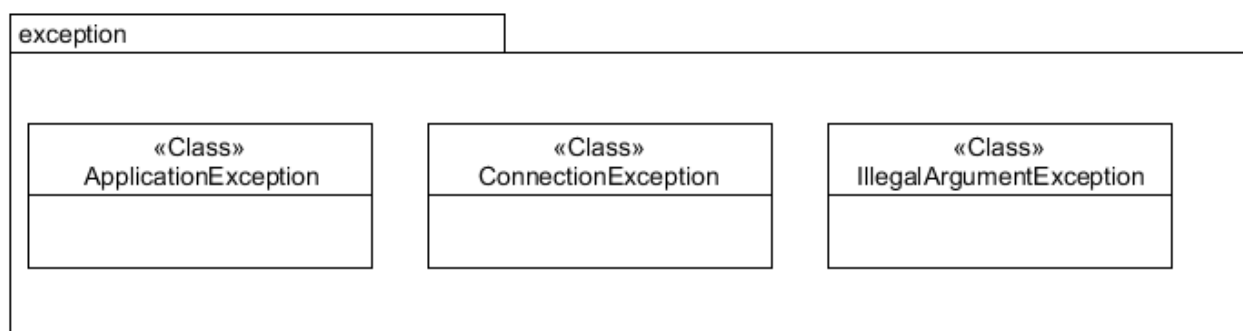 exception
«Class»
ApplicationException
«Class»
ConnectionException
«Class»
IllegalArgumentException